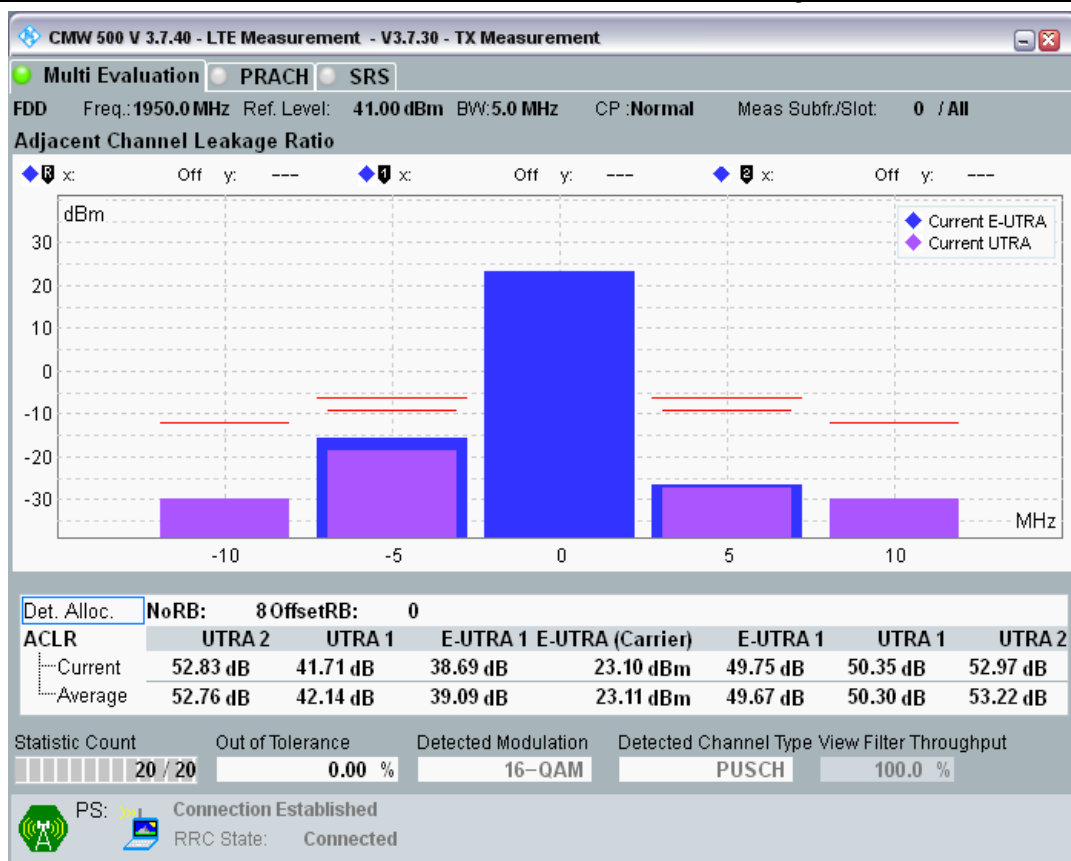 CMW 500 V 3.7.40 - LTE Measurement - V3.7.30 - TX Measurement
Multi Evaluation PRACH SRS
FDD Freq.:1950.0 MHz Ref. Level: 41.00 dBm BW:5.0 MHz CP :Normal Meas Subfr./Slot: 0 / All
Adjacent Channel Leakage Ratio
R x: Off y: --- 1 x: Off y: --- 2 x: Off y: ---
dBm
Current E-UTRA
Current UTRA
30
20
10
0
-10
-20
-30
MHz
-10 -5 0 5 10
Det. Alloc. NoRB: 8 OffsetRB: 0
ACLR UTRA 2 UTRA 1 E-UTRA 1 E-UTRA (Carrier) E-UTRA 1 UTRA 1 UTRA 2
Current 52.83 dB 41.71 dB 38.69 dB 23.10 dBm 49.75 dB 50.35 dB 52.97 dB
Average 52.76 dB 42.14 dB 39.09 dB 23.11 dBm 49.67 dB 50.30 dB 53.22 dB
Statistic Count Out of Tolerance Detected Modulation Detected Channel Type View Filter Throughput
20 / 20 0.00 % 16-QAM PUSCH 100.0 %
PS: Connection Established
RRC State: Connected